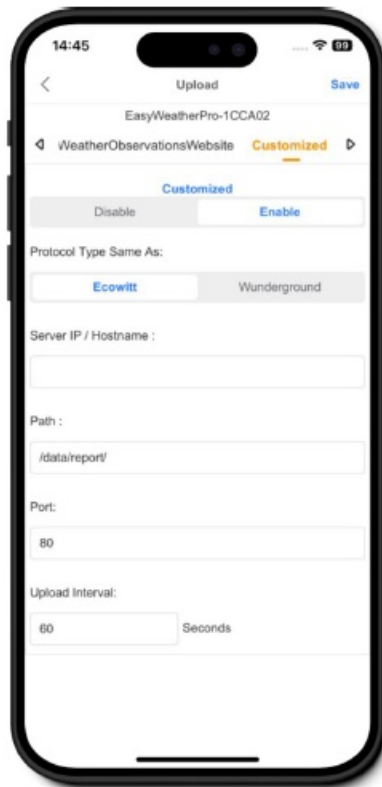 14:45
99
Upload
Save
EasyWeatherPro-1CCA02
WeatherObservationsWebsite
Customized
Customized
Disable
Enable
Protocol Type Same As:
Ecowitt
Wunderground
Server IP / Hostname :
Path :
/data/report/
Port:
80
Upload Interval:
60
Seconds